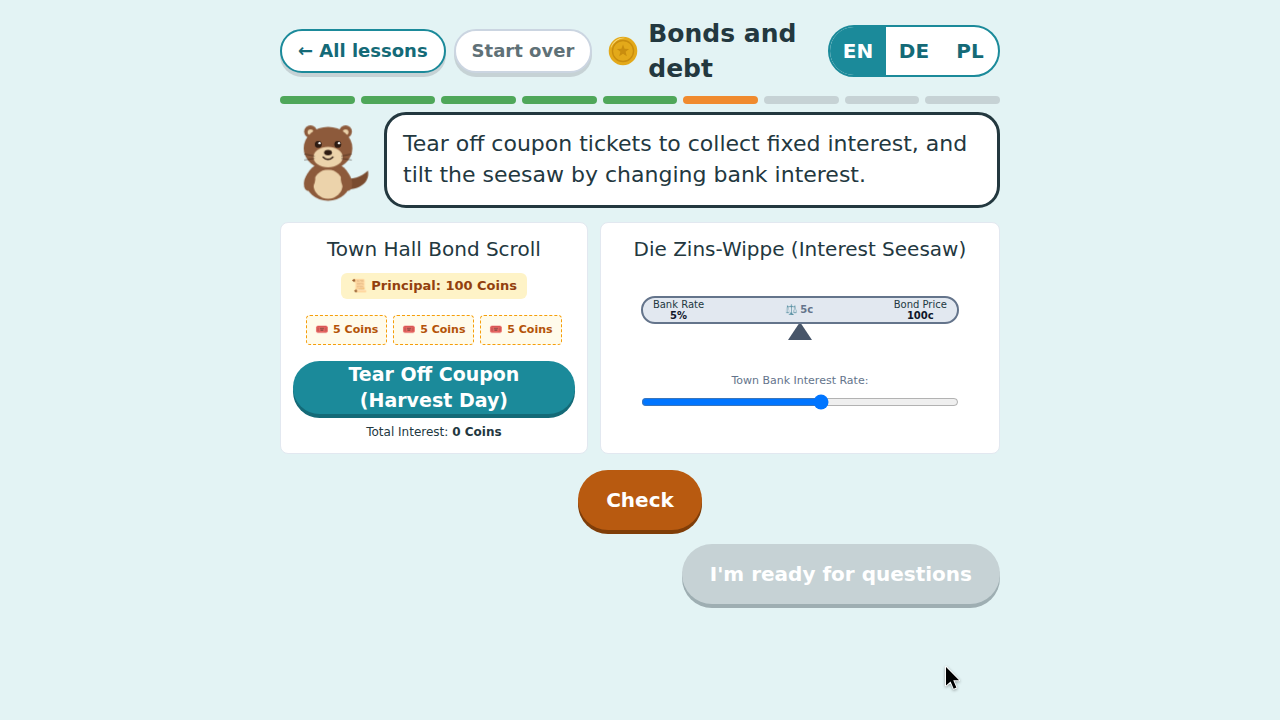 ← All lessons
Start over
Bonds and
debt
EN DE PL
Tear off coupon tickets to collect fixed interest, and
tilt the seesaw by changing bank interest.
Town Hall Bond Scroll
📜 Principal: 100 Coins
🎟️ 5 Coins 🎟️ 5 Coins 🎟️ 5 Coins
Tear Off Coupon
(Harvest Day)
Total Interest: 0 Coins
Die Zins-Wippe (Interest Seesaw)
Bank Rate
5%
⚖️ 5c
Bond Price
100c
Town Bank Interest Rate:
Check
I'm ready for questions